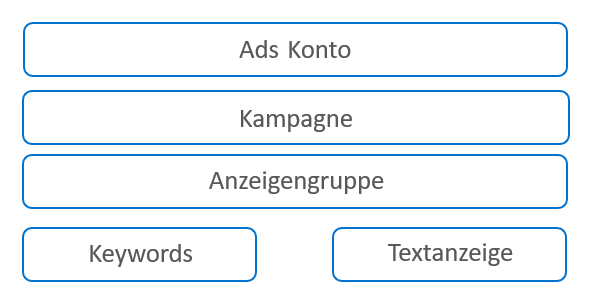 Ads Konto
Kampagne
Anzeigengruppe
Keywords
Textanzeige